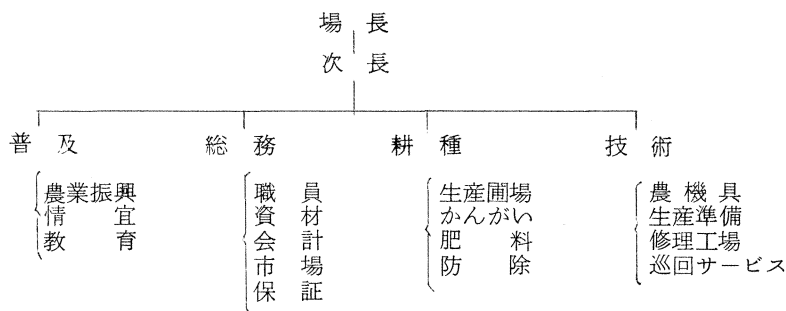 場長
次長
普及 総務 耕種 技術
農業振興 職員 生産圃場 農機具
情宜 資材 かんがい 生産準備
教育 会計 肥料 修理工場
市場 防除 巡回サービス
保証